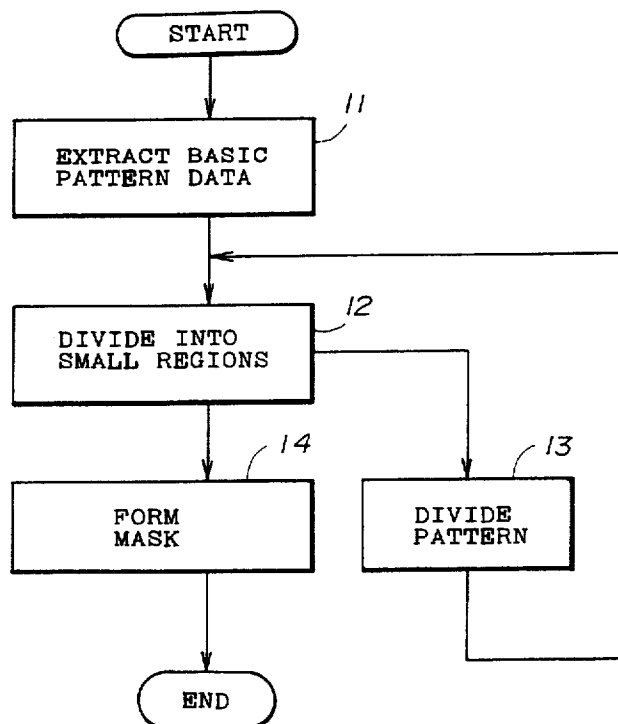 START
11
EXTRACT BASIC
PATTERN DATA
12
DIVIDE INTO
SMALL REGIONS
14
FORM
MASK
13
DIVIDE
PATTERN
END